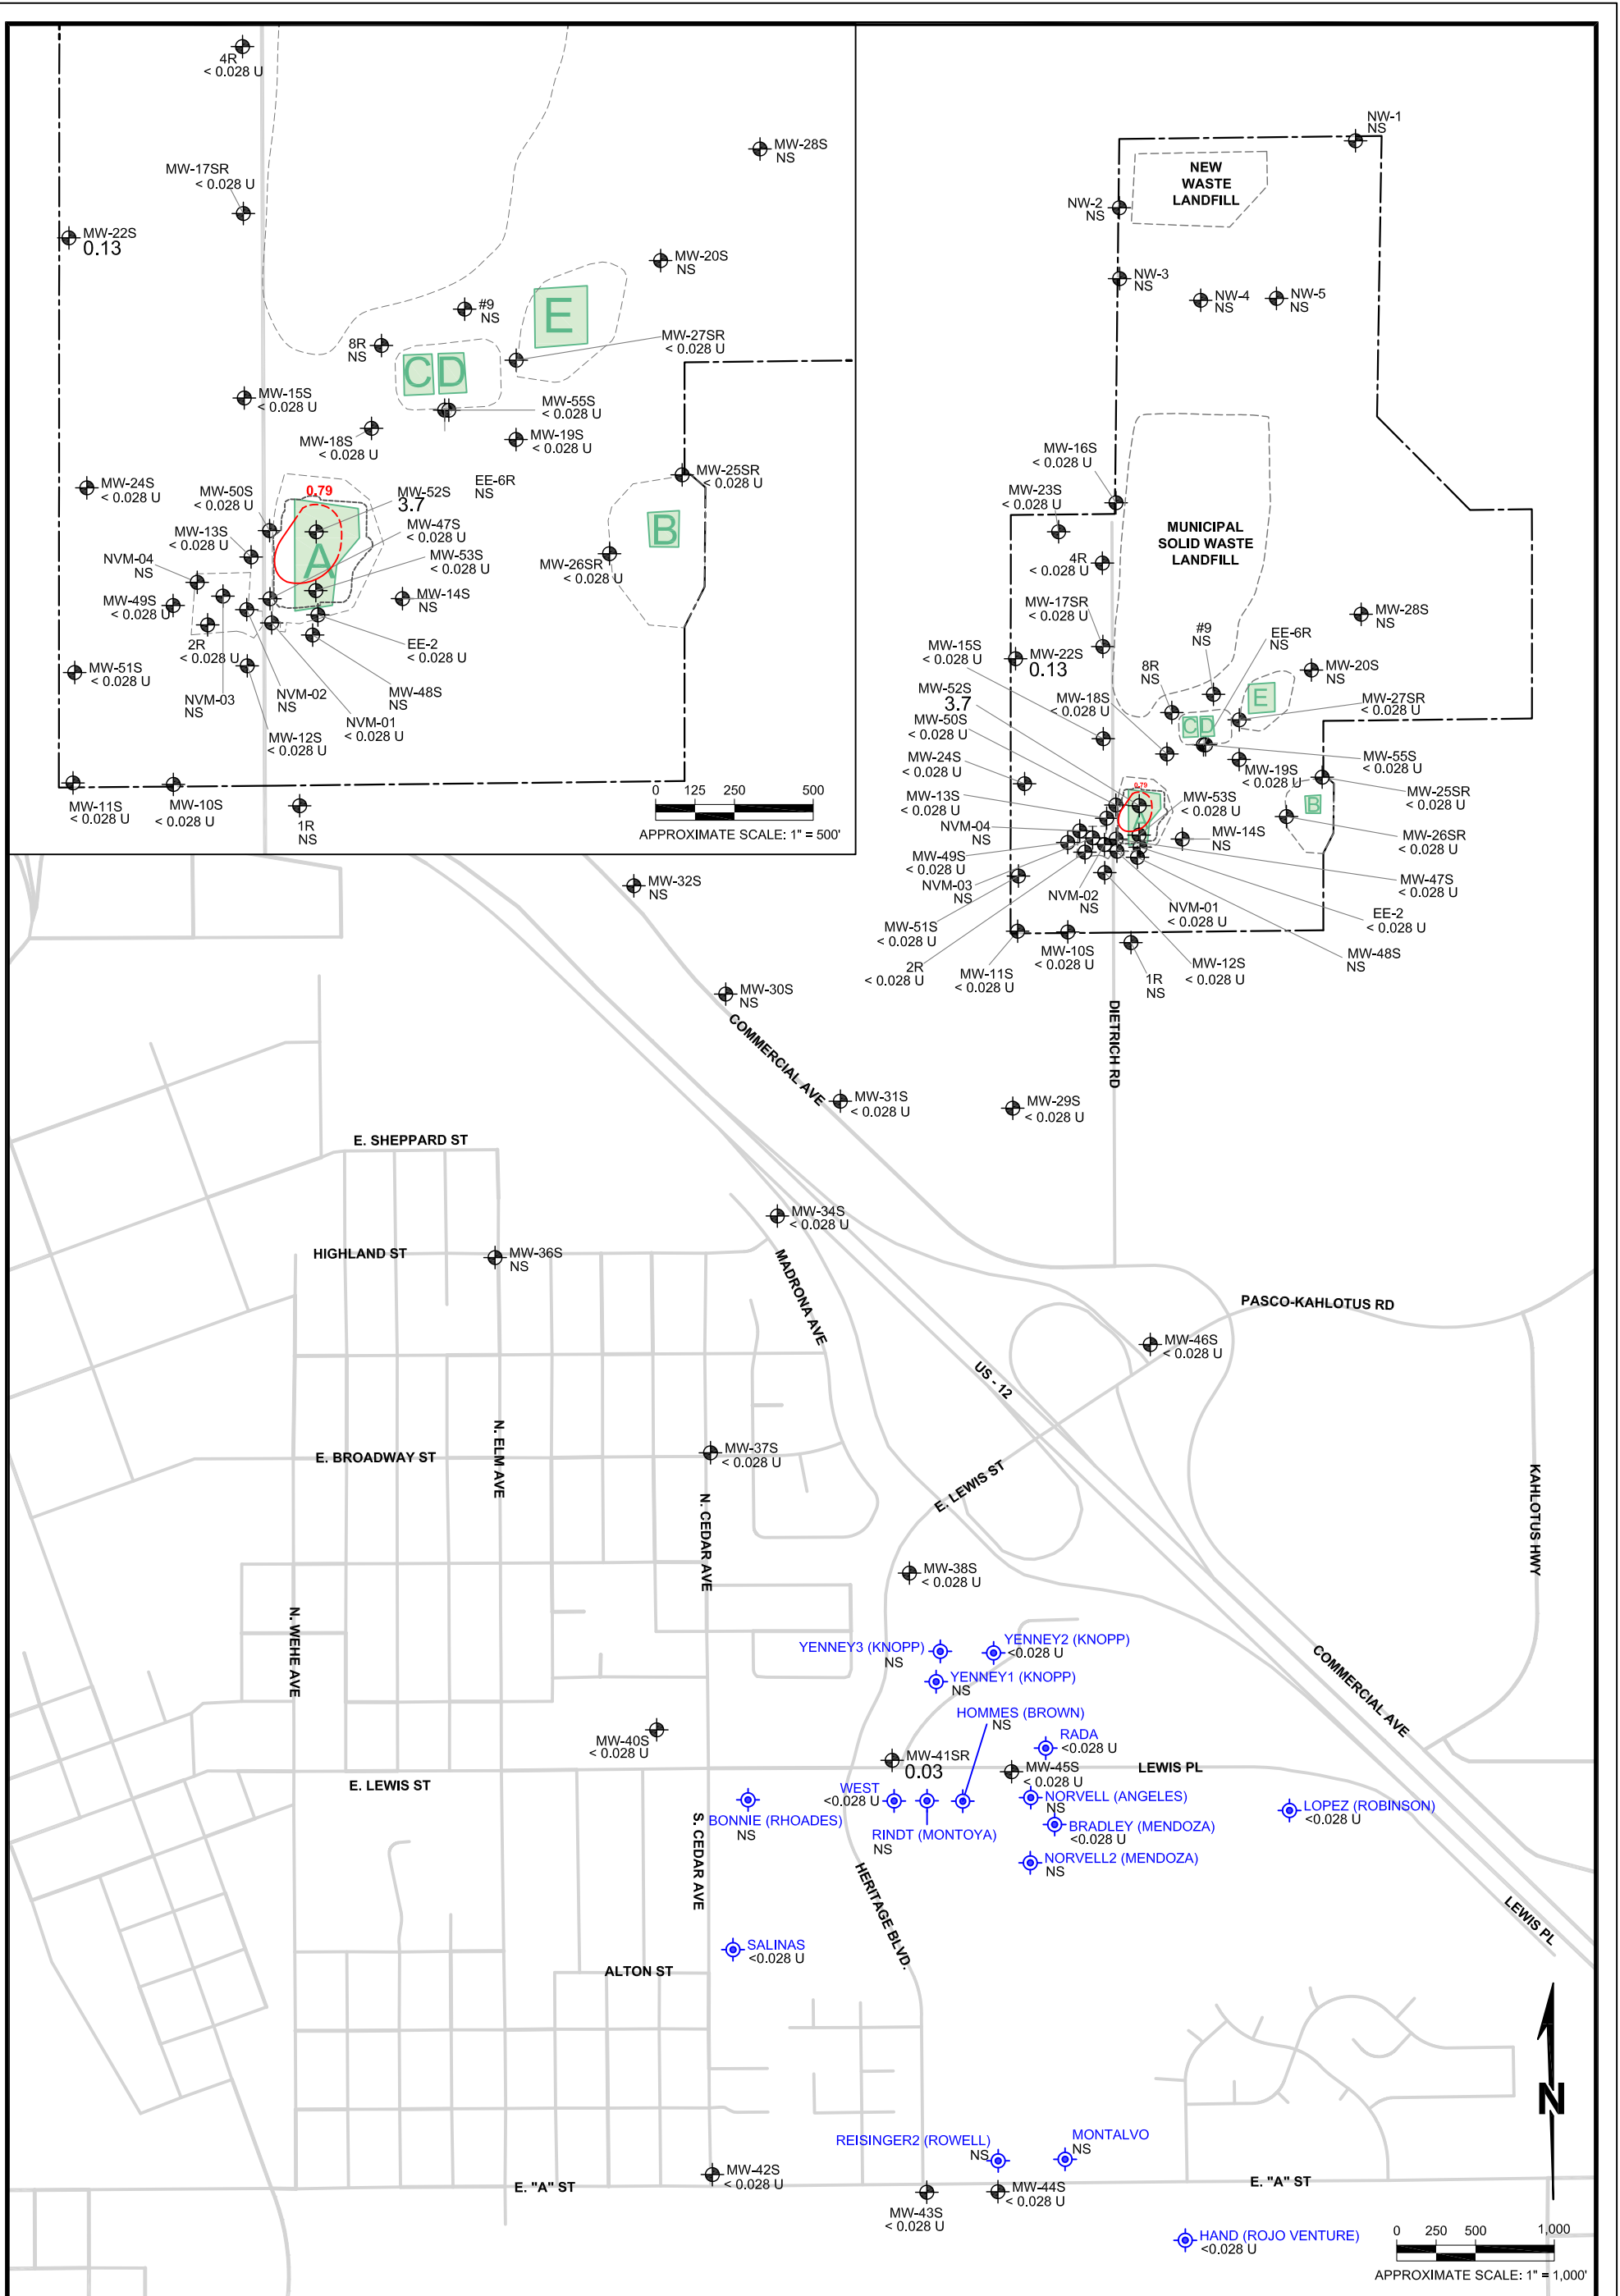 4R
< 0.028 U
MW-28S
NS
MW-17SR
< 0.028 U
MW-22S
0.13
MW-20S
NS
#9
NS
E
8R
NS
MW-27SR
< 0.028 U
C
D
MW-15S
< 0.028 U
MW-55S
< 0.028 U
MW-18S
< 0.028 U
MW-19S
< 0.028 U
MW-25SR
< 0.028 U
EE-6R
NS
MW-24S
< 0.028 U
MW-50S
< 0.028 U
0.79
MW-52S
3.7
MW-47S
< 0.028 U
MW-13S
< 0.028 U
B
MW-53S
< 0.028 U
A
MW-26SR
< 0.028 U
NVM-04
NS
MW-49S
< 0.028 U
MW-14S
NS
2R
< 0.028 U
EE-2
< 0.028 U
MW-51S
< 0.028 U
NVM-03
NS
NVM-02
NS
MW-48S
NS
NVM-01
< 0.028 U
MW-12S
< 0.028 U
MW-11S
< 0.028 U
MW-10S
< 0.028 U
1R
NS
0 125 250 500
APPROXIMATE SCALE: 1" = 500'
NW-1
NS
NEW
WASTE
LANDFILL
NW-2
NS
NW-3
NS
NW-4
NS
NW-5
NS
MW-16S
< 0.028 U
MW-23S
< 0.028 U
MUNICIPAL
SOLID WASTE
LANDFILL
4R
< 0.028 U
MW-17SR
< 0.028 U
MW-28S
NS
#9
NS
EE-6R
NS
MW-15S
< 0.028 U
MW-22S
0.13
8R
NS
MW-20S
NS
MW-52S
3.7
MW-18S
< 0.028 U
E
MW-27SR
< 0.028 U
MW-50S
< 0.028 U
C
D
MW-24S
< 0.028 U
MW-55S
< 0.028 U
MW-19S
< 0.028 U
0.79
MW-13S
< 0.028 U
MW-53S
< 0.028 U
B
MW-25SR
< 0.028 U
A
NVM-04
NS
MW-14S
NS
MW-26SR
< 0.028 U
MW-49S
< 0.028 U
NVM-03
NS
MW-47S
< 0.028 U
NVM-02
NS
NVM-01
< 0.028 U
EE-2
< 0.028 U
MW-51S
< 0.028 U
MW-48S
NS
2R
< 0.028 U
MW-11S
< 0.028 U
MW-10S
< 0.028 U
1R
NS
MW-12S
< 0.028 U
MW-32S
NS
MW-30S
NS
COMMERCIAL AVE
DIETRICH RD
MW-31S
< 0.028 U
MW-29S
< 0.028 U
E. SHEPPARD ST
MW-34S
< 0.028 U
HIGHLAND ST
MW-36S
NS
MADRONA AVE
PASCO-KAHLOTUS RD
MW-46S
< 0.028 U
US - 12
N. ELM AVE
MW-37S
< 0.028 U
E. BROADWAY ST
E. LEWIS ST
KAHLOTUS HWY
N. CEDAR AVE
MW-38S
< 0.028 U
N. WEHE AVE
YENNEY3 (KNOPP)
NS
YENNEY2 (KNOPP)
<0.028 U
YENNEY1 (KNOPP)
NS
COMMERCIAL AVE
HOMMES (BROWN)
NS
MW-40S
< 0.028 U
RADA
<0.028 U
MW-41SR
0.03
MW-45S
< 0.028 U
LEWIS PL
E. LEWIS ST
WEST
<0.028 U
NORVELL (ANGELES)
NS
LOPEZ (ROBINSON)
<0.028 U
BONNIE (RHOADES)
NS
BRADLEY (MENDOZA)
<0.028 U
RINDT (MONTOYA)
NS
S. CEDAR AVE
NORVELL2 (MENDOZA)
NS
HERITAGE BLVD.
LEWIS PL
SALINAS
<0.028 U
ALTON ST
N
REISINGER2 (ROWELL)
NS
MONTALVO
NS
MW-42S
< 0.028 U
E. "A" ST
MW-43S
< 0.028 U
MW-44S
< 0.028 U
E. "A" ST
HAND (ROJO VENTURE)
<0.028 U
0 250 500 1,000
APPROXIMATE SCALE: 1" = 1,000'